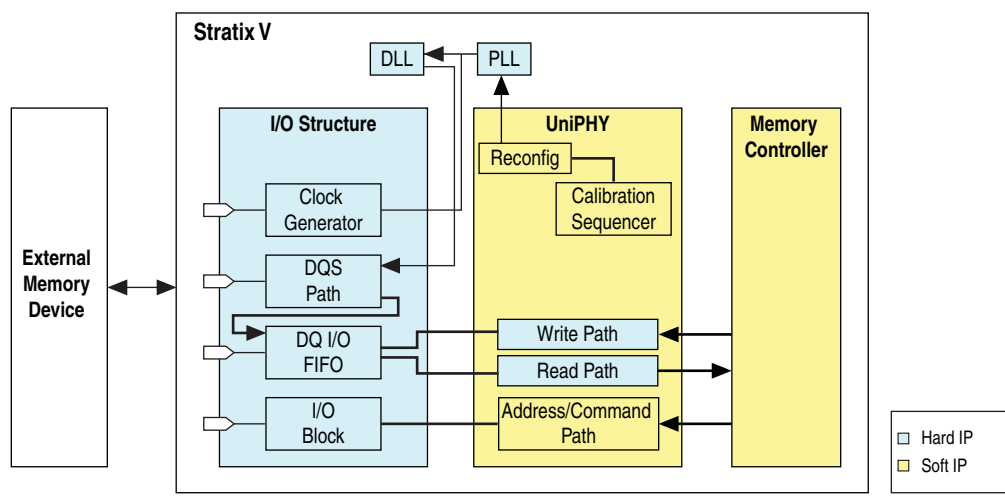 Stratix V
DLL
PLL
I/O Structure
UniPHY
Memory
Controller
Reconfig
Clock
Generator
Calibration
Sequencer
External
Memory
Device
DQS
Path
DQ I/O
FIFO
Write Path
Read Path
I/O
Block
Address/Command
Path
Hard IP
Soft IP